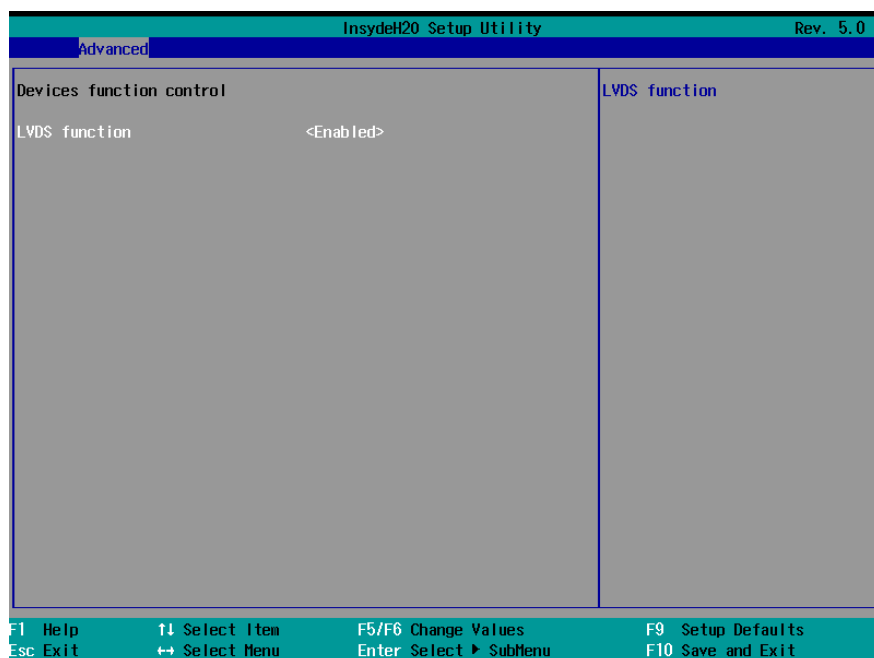 InsydeH20 Setup Utility Rev. 5.0
Advanced
Devices function control
LVDS function <Enabled>
LVDS function
F1 Help ↑↓ Select Item F5/F6 Change Values F9 Setup Defaults
Esc Exit ↔ Select Menu Enter Select ▶ SubMenu F10 Save and Exit